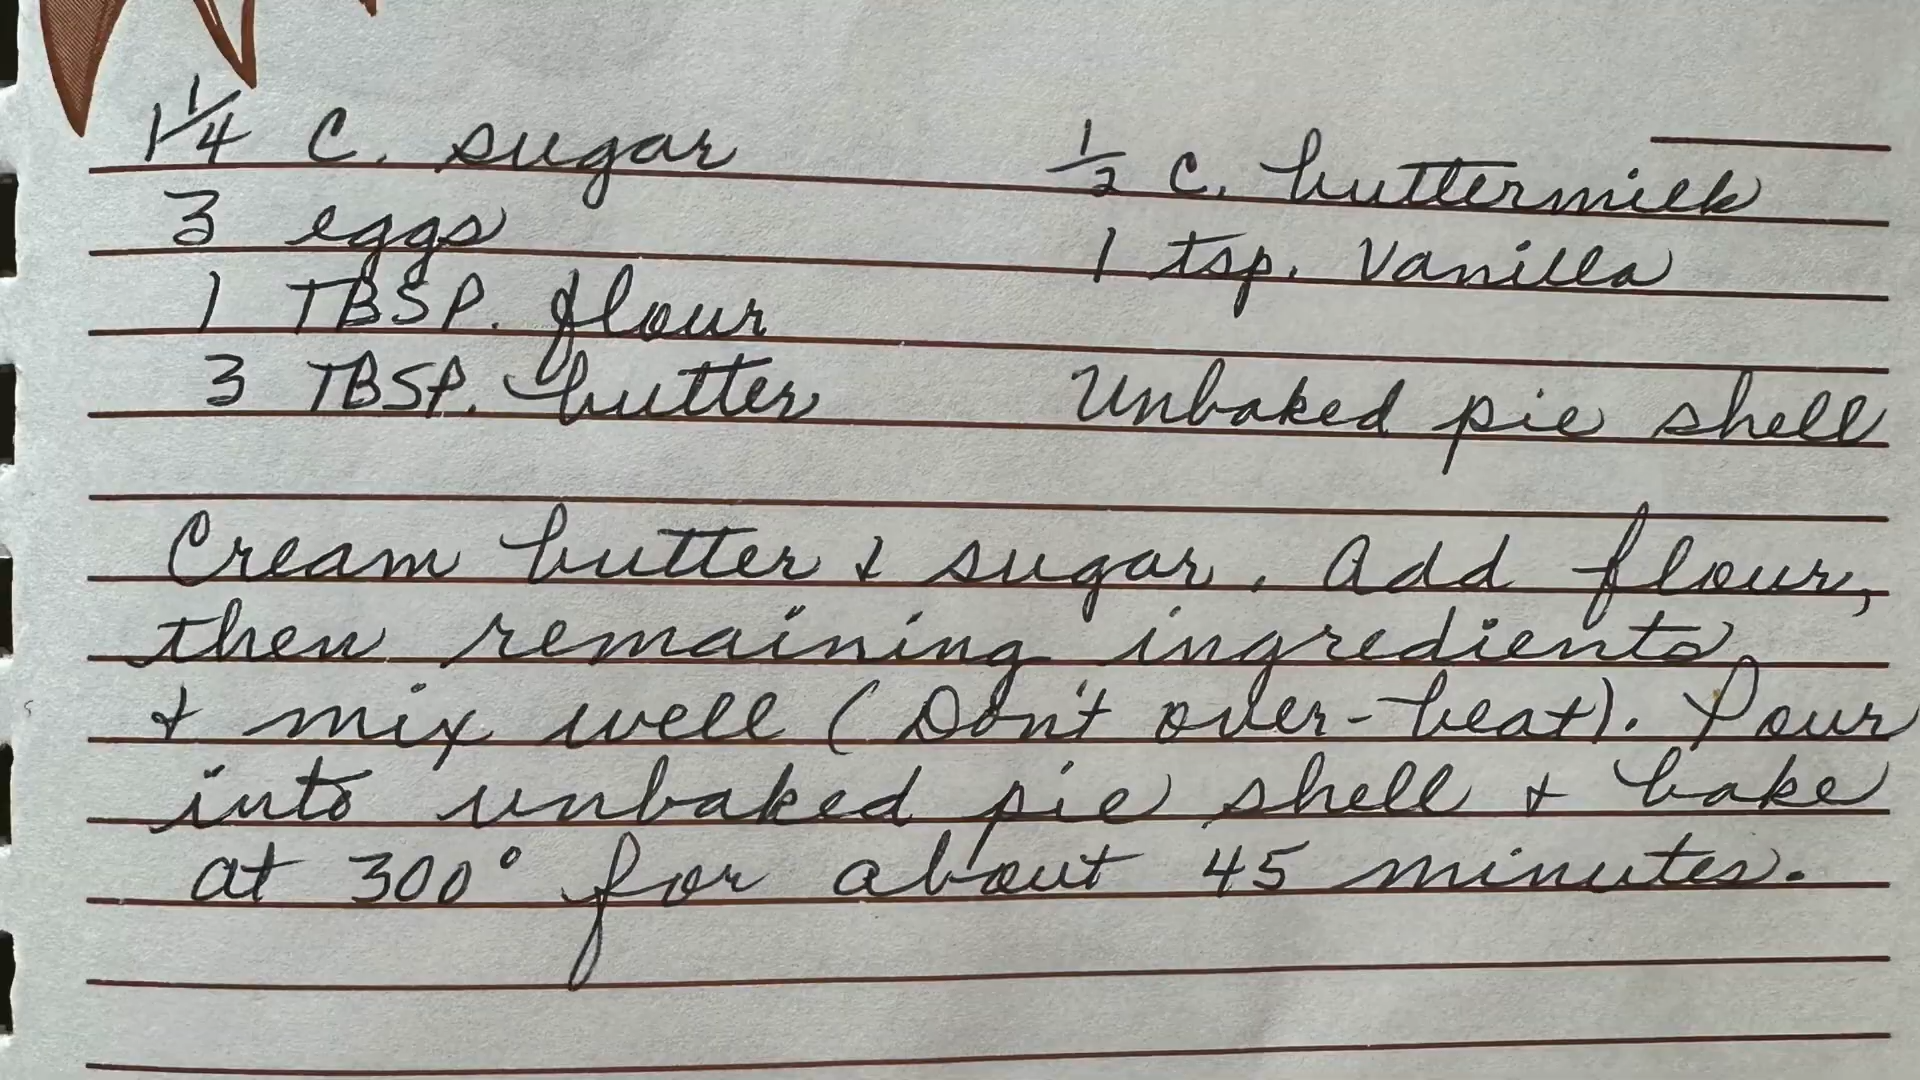 1 1/4 C. sugar
3 eggs
1 TBSP. flour
3 TBSP. butter
1/2 C. buttermilk
1 tsp. Vanilla
Unbaked pie shell
Cream butter & sugar. Add flour,
then remaining ingredients
& mix well (Don't over-beat). Pour
into unbaked pie shell & bake
at 300° for about 45 minutes.